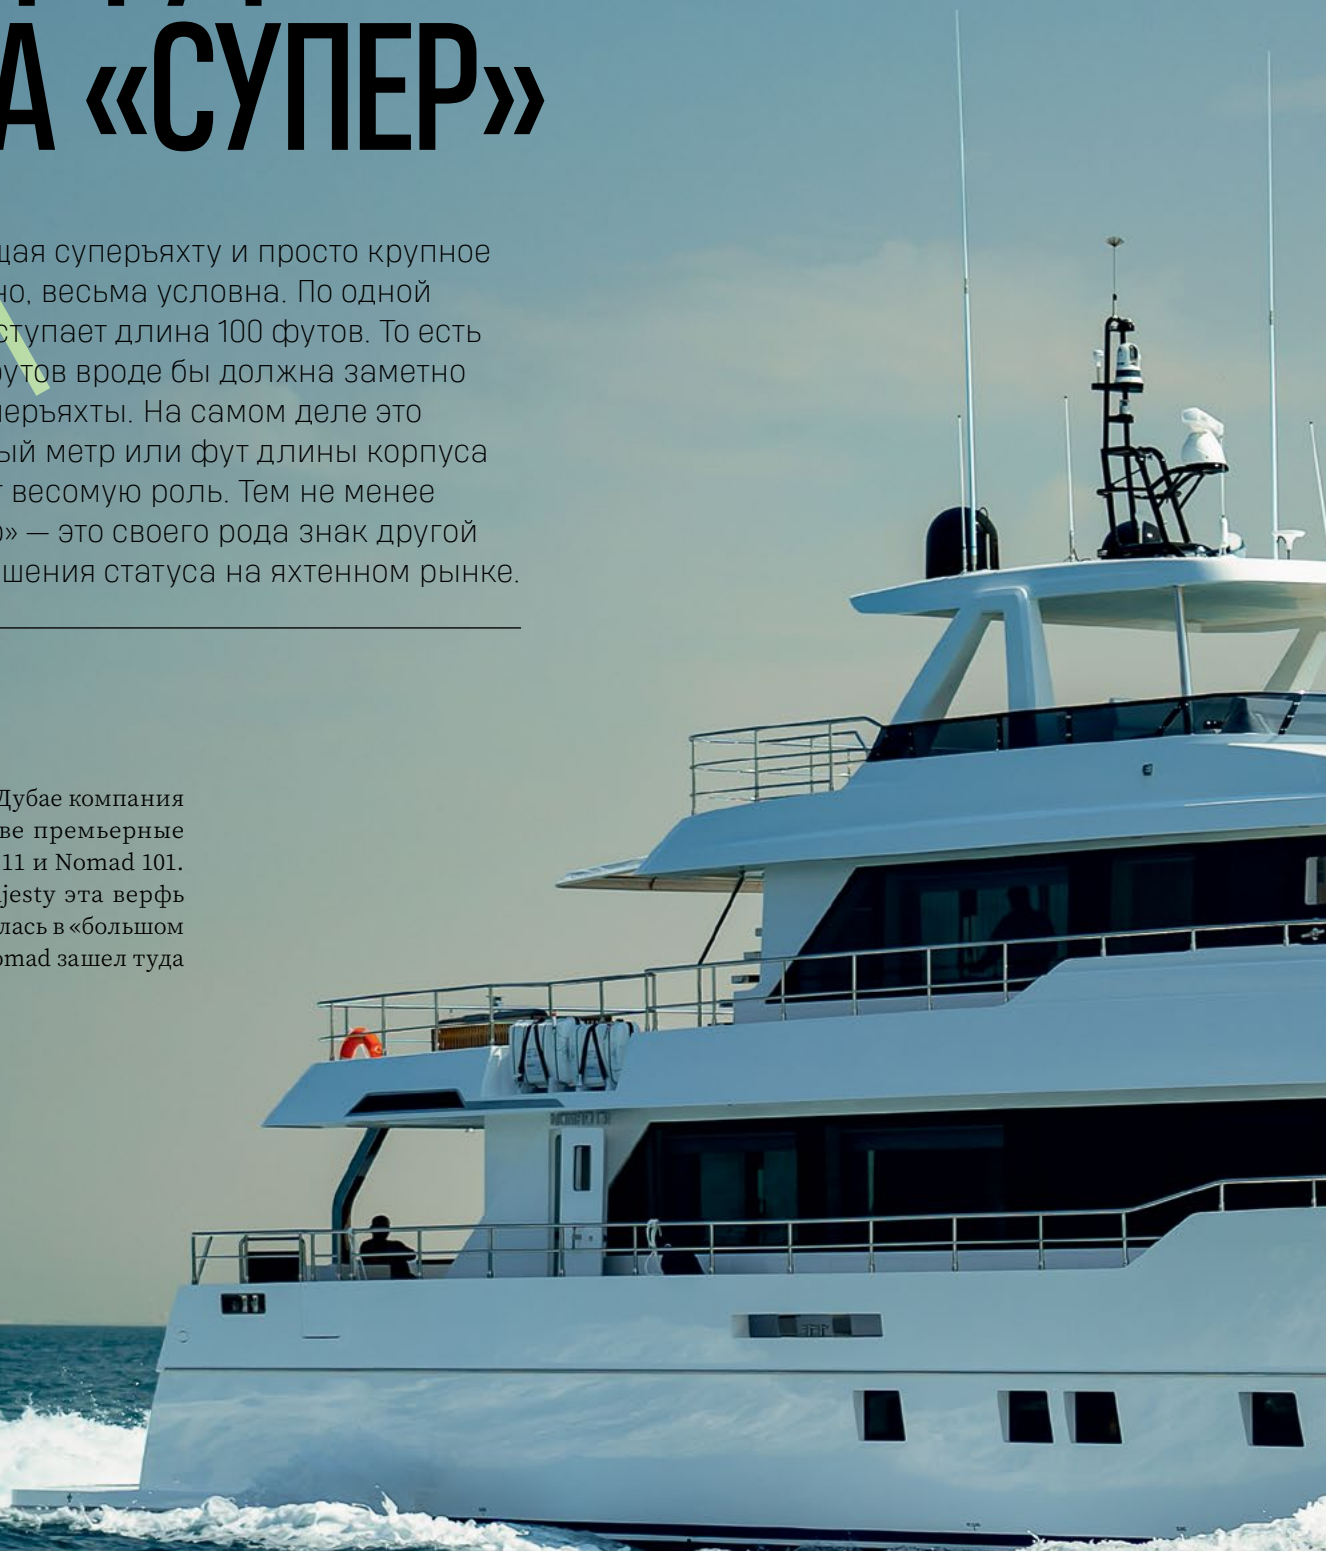 А «СУПЕР»
щая суперъяхту и просто крупное
но, весьма условна. По одной
ступает длина 100 футов. То есть
футов вроде бы должна заметно
перъяхты. На самом деле это
ый метр или фут длины корпуса
т весомую роль. Тем не менее
р» — это своего рода знак другой
шения статуса на яхтенном рынке.
Дубае компания
ве премьерные
11 и Nomad 101.
jesty эта верфь
лась в «большом
omad зашел туда